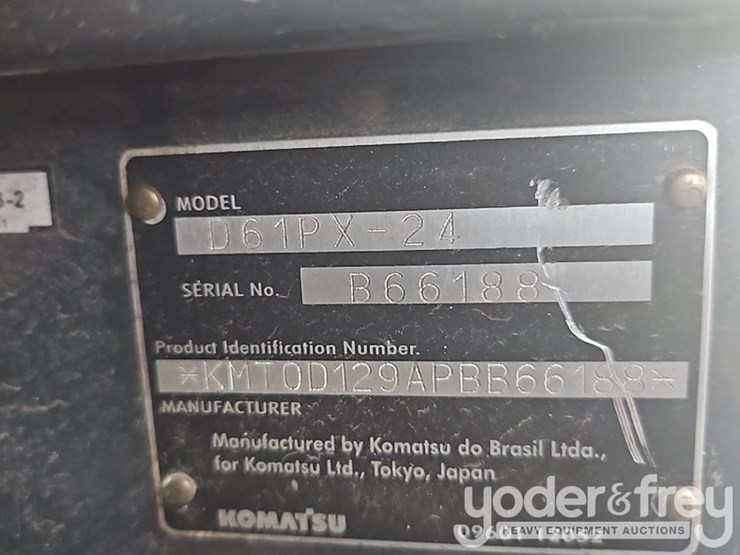 MODEL
D61PX-24
SERIAL No.
B66188
Product Identification Number.
*KMT0D129APBB66188*
MANUFACTURER
Manufactured by Komatsu do Brasil Ltda.,
for Komatsu Ltd., Tokyo, Japan
KOMATSU
yoder&frey
HEAVY EQUIPMENT AUCTIONS